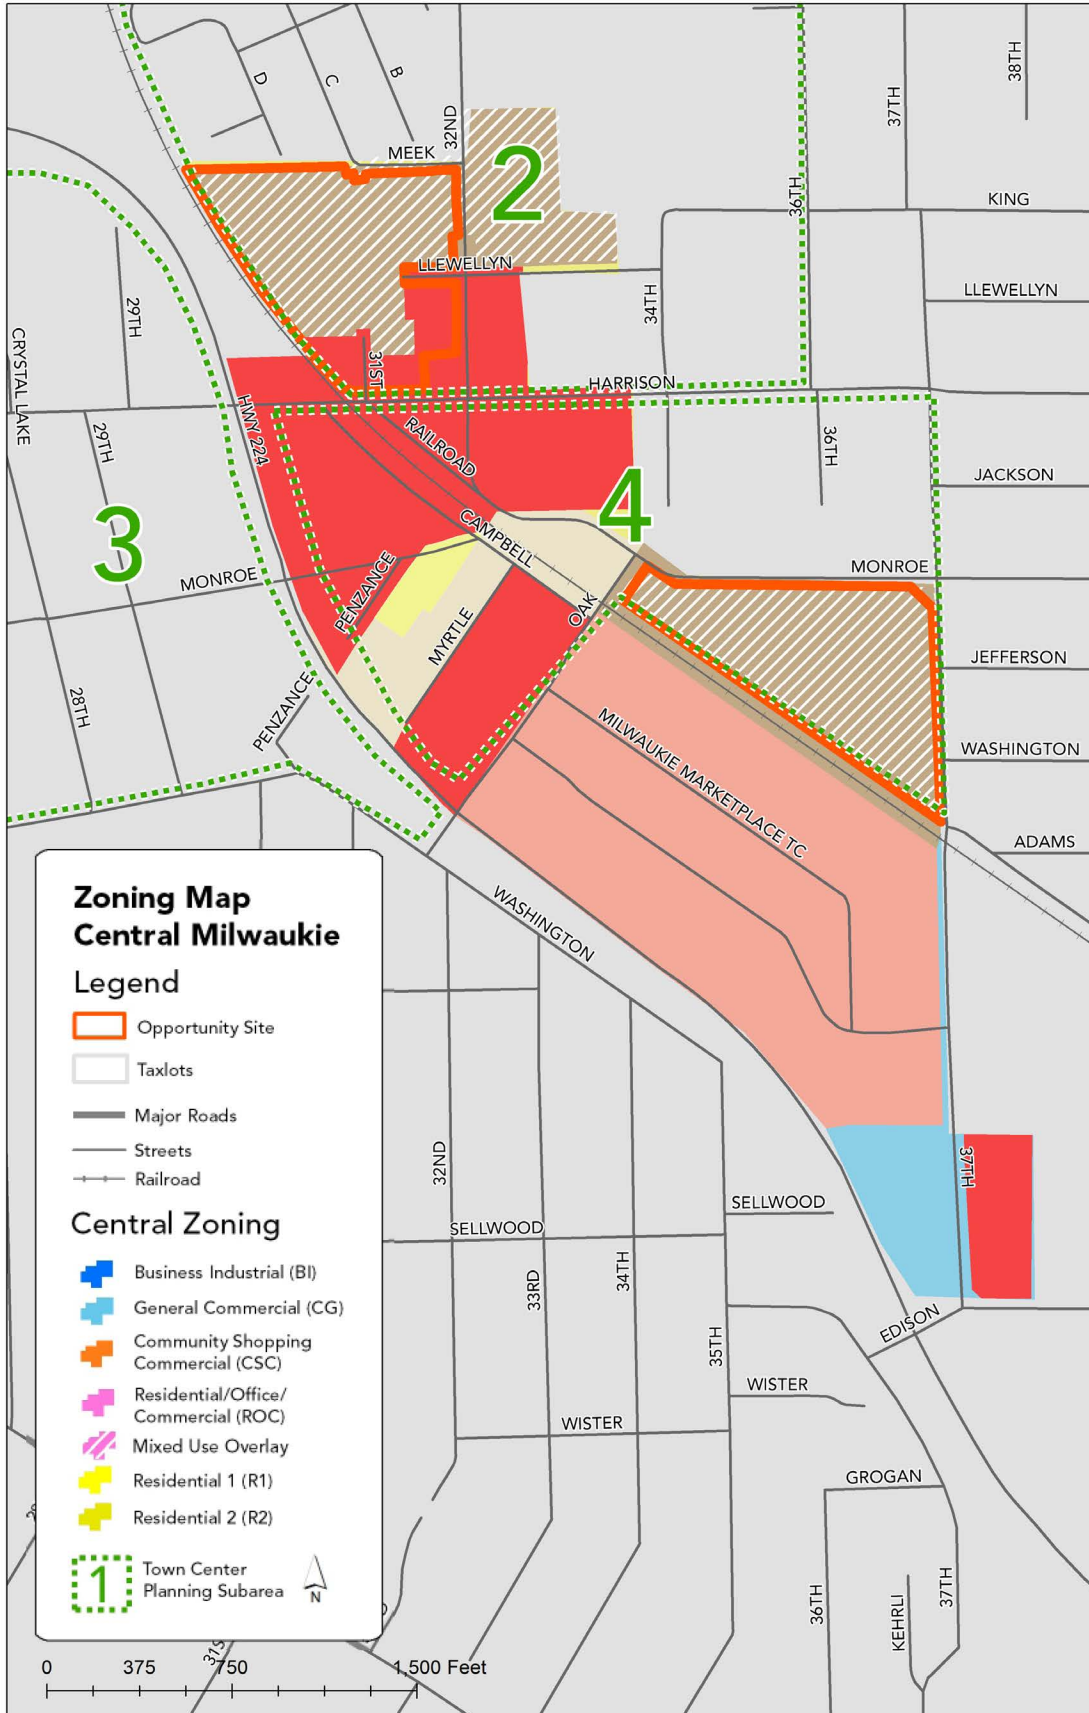 D
C
B
32ND
MEEK
2
36TH
37TH
38TH
KING
LLEWELLYN
LLEWELLYN
34TH
29TH
CRYSTAL LAKE
31ST
HARRISON
HWY 224
RAILROAD
29TH
36TH
JACKSON
4
3
CAMPBELL
MONROE
PENZANCE
MONROE
OAK
MYRTLE
JEFFERSON
28TH
PENZANCE
MILWAUKIE MARKETPLACE TC
WASHINGTON
ADAMS
WASHINGTON
Zoning Map
Central Milwaukie
Legend
Opportunity Site
Taxlots
Major Roads
Streets
Railroad
Central Zoning
Business Industrial (BI)
General Commercial (CG)
Community Shopping
Commercial (CSC)
Residential/Office/
Commercial (ROC)
Mixed Use Overlay
Residential 1 (R1)
Residential 2 (R2)
1
Town Center
Planning Subarea
N
32ND
37TH
SELLWOOD
SELLWOOD
33RD
34TH
35TH
EDISON
WISTER
WISTER
GROGAN
36TH
KEHRLI
37TH
0 375 750 1,500 Feet